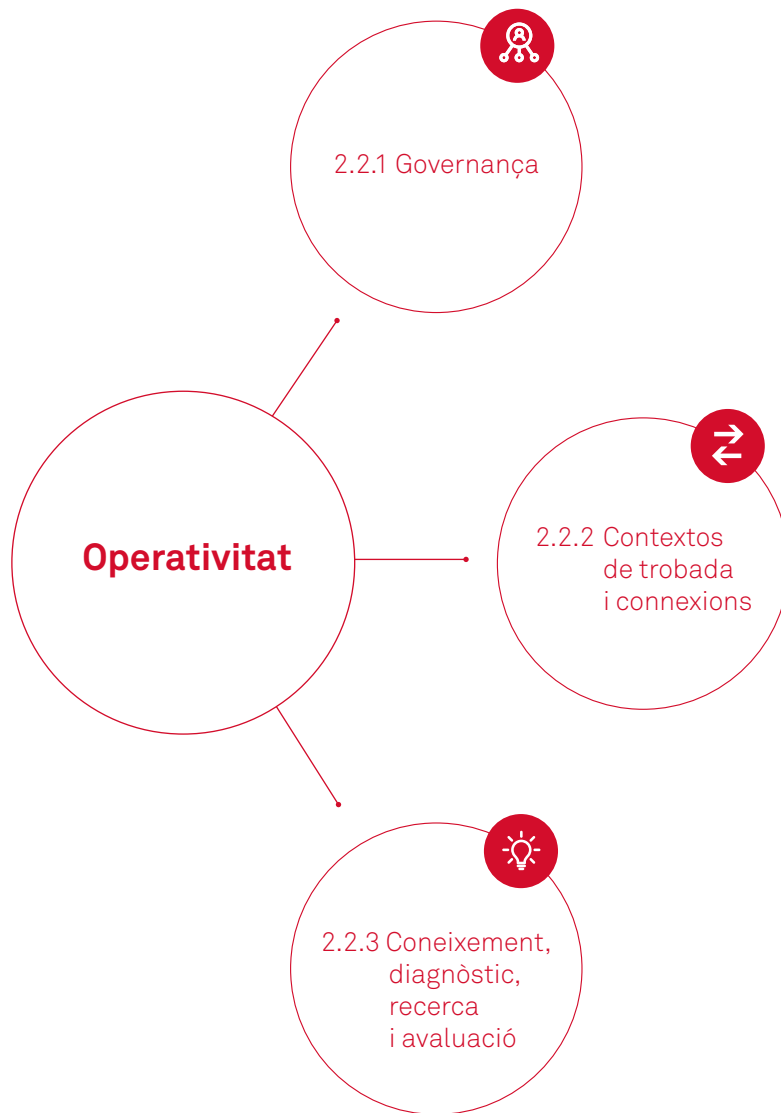 2.2.1 Governança
Operativitat
2.2.2 Contextos
de trobada
i connexions
2.2.3 Coneixement,
diagnòstic,
recerca
i avaluació